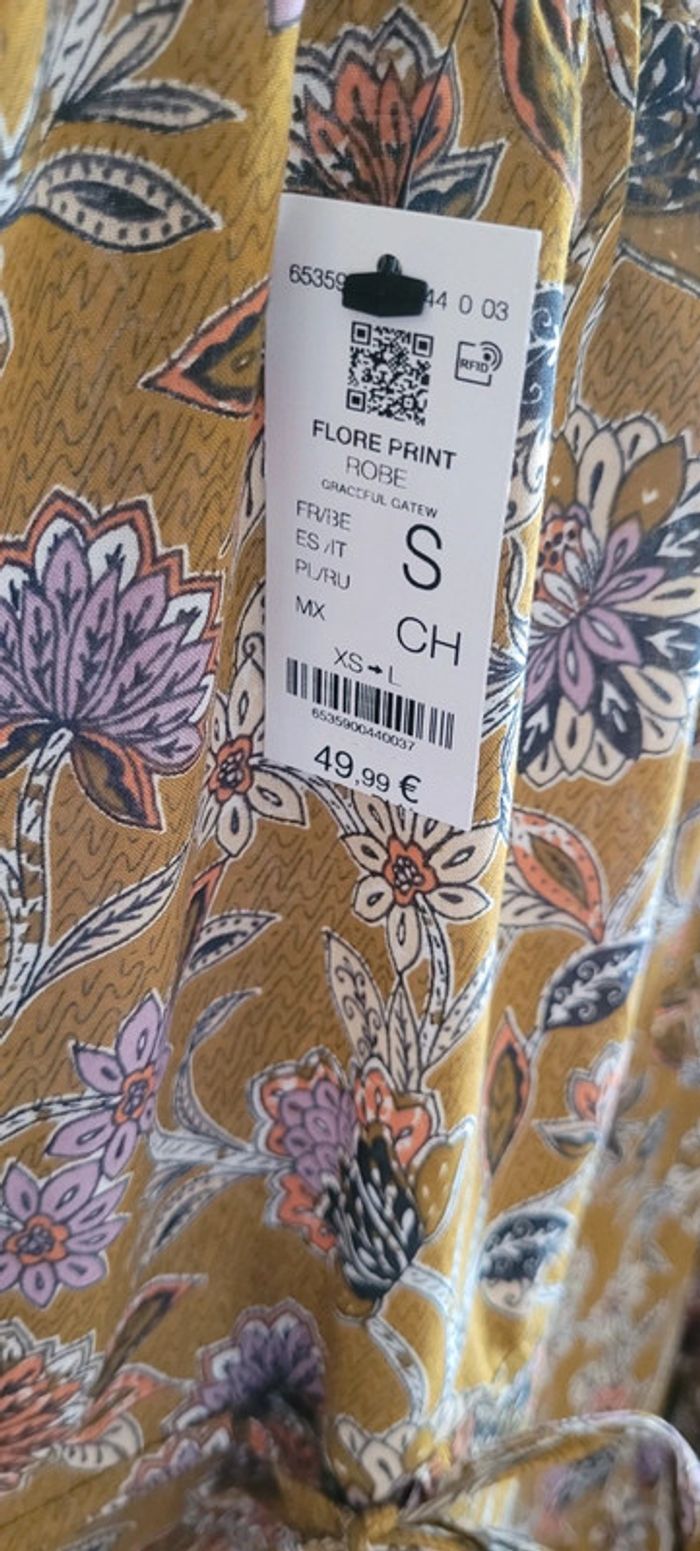 65359 44 0 03
RFID
FLORE PRINT
ROBE
GRACEFUL GATEW
FR/BE
ES/IT
PL/RU
S
MX
CH
XS➞L
6535900440037
49,99 €